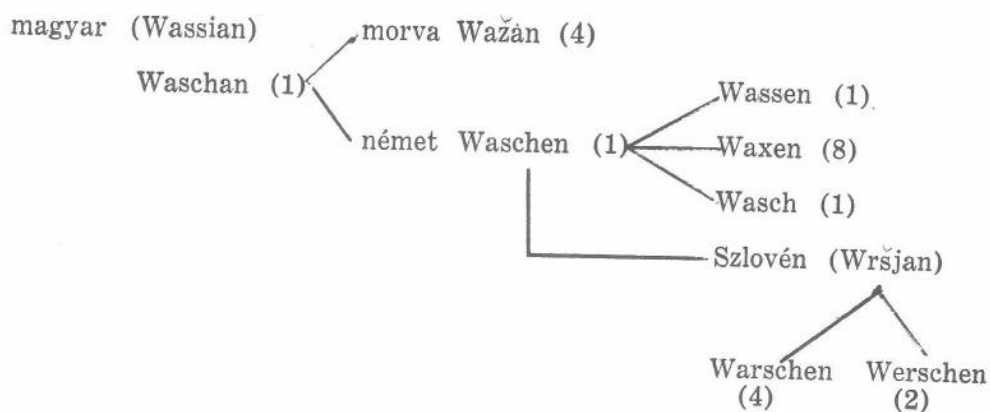 magyar (Wassian)
morva Wažán (4)
Waschan (1)
Wassen (1)
német Waschen (1)
Waxen (8)
Wasch (1)
Szlovén (Wršjan)
Warschen Werschen
(4) (2)